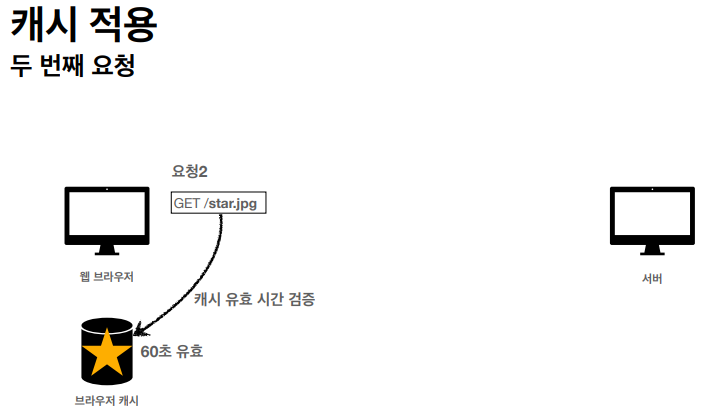 캐시 적용
두 번째 요청
요청2
GET /star.jpg
웹 브라우저
서버
캐시 유효 시간 검증
60초 유효
브라우저 캐시